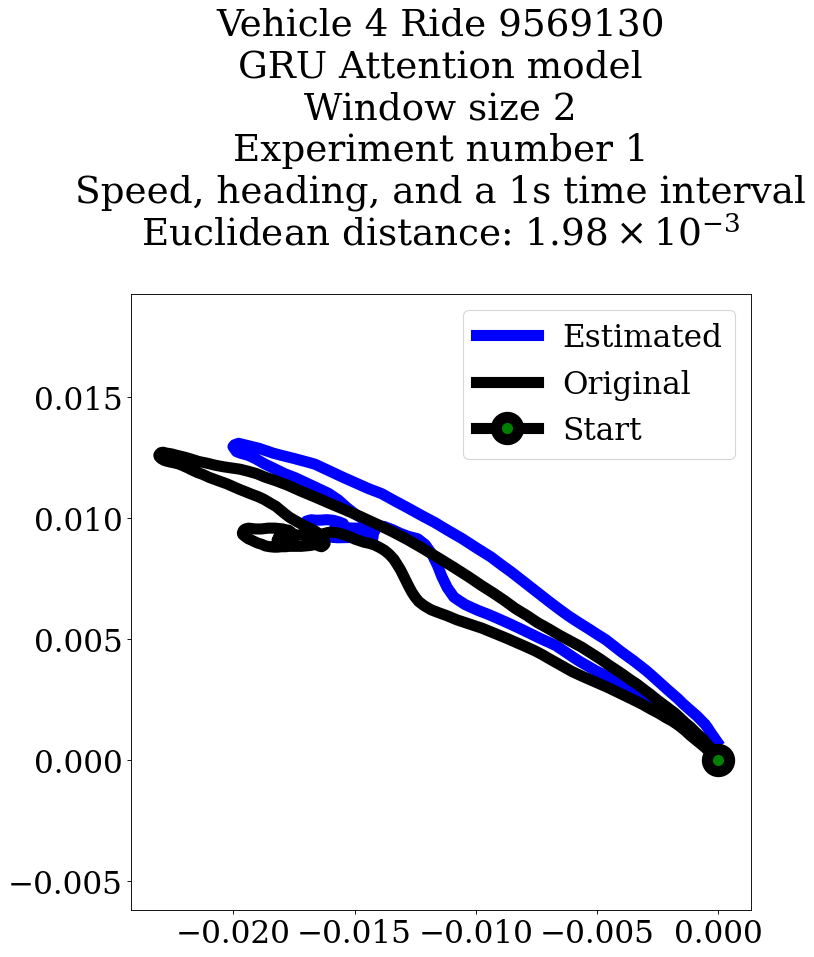 Vehicle 4 Ride 9569130
GRU Attention model
Window size 2
Experiment number 1
Speed, heading, and a 1s time interval
Euclidean distance: 1.98 × 10⁻³
Estimated
Original
Start
0.015
0.010
0.005
0.000
−0.005
−0.020 −0.015 −0.010 −0.005 0.000